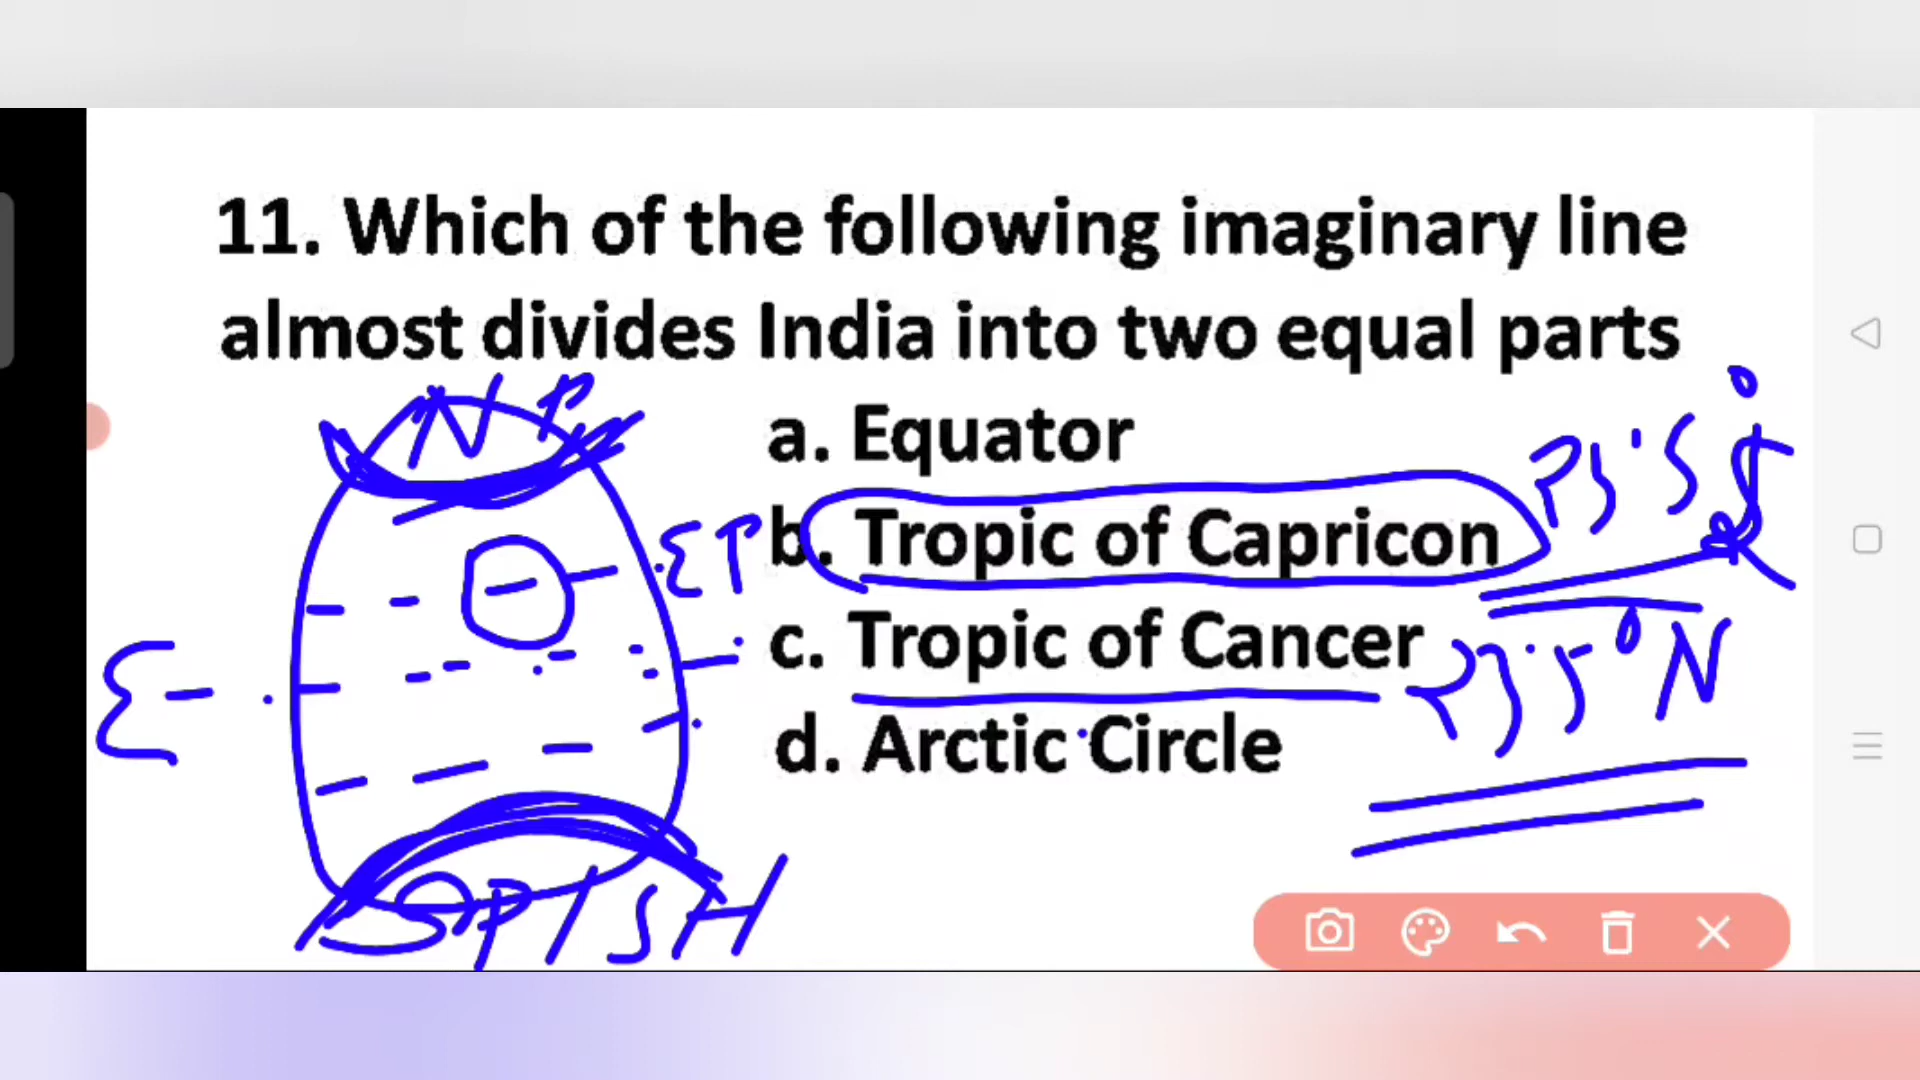 11. Which of the following imaginary line
almost divides India into two equal parts
a. Equator
b. Tropic of Capricon
c. Tropic of Cancer
d. Arctic Circle
NP
E
SP/SH